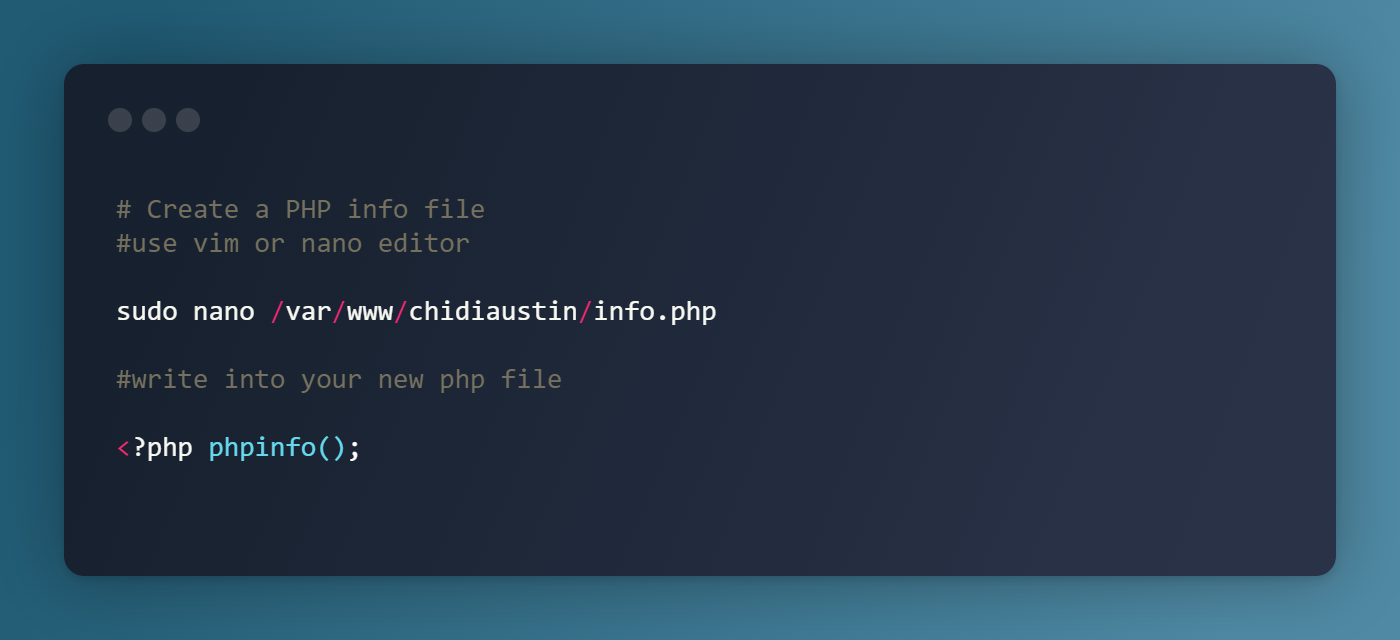 # Create a PHP info file
#use vim or nano editor
sudo nano /var/www/chidiaustin/info.php
#write into your new php file
<?php phpinfo();